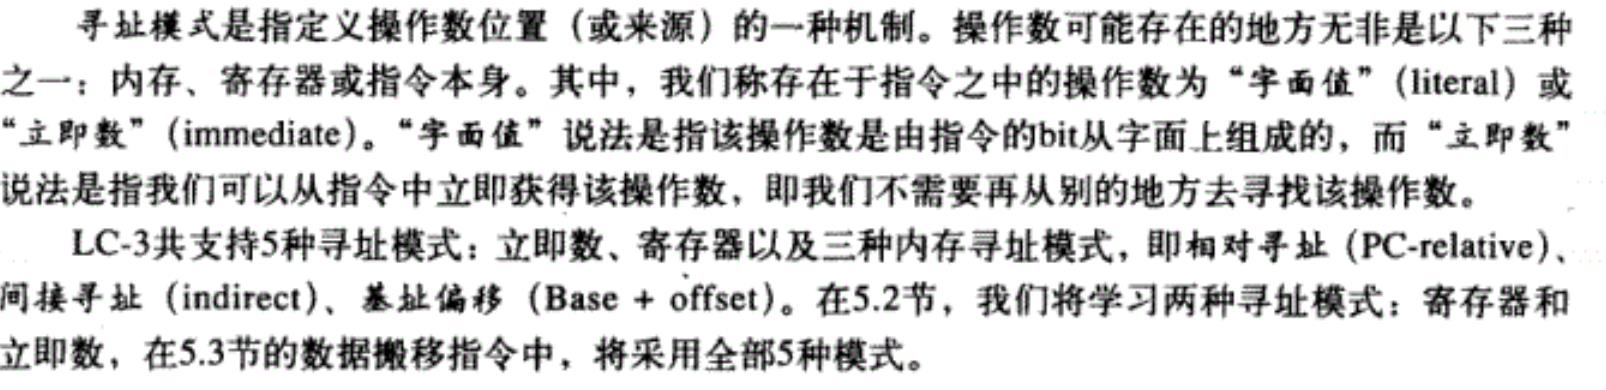 寻址模式是指定义操作数位置（或来源）的一种机制。操作数可能存在的地方无非是以下三种
之一：内存、寄存器或指令本身。其中，我们称存在于指令之中的操作数为“字面值”（literal）或
“立即数”（immediate）。“字面值”说法是指该操作数是由指令的bit从字面上组成的，而“立即数”
说法是指我们可以从指令中立即获得该操作数，即我们不需要再从别的地方去寻找该操作数。
LC-3共支持5种寻址模式：立即数、寄存器以及三种内存寻址模式，即相对寻址（PC-relative）、
间接寻址（indirect）、基址偏移（Base + offset）。在5.2节，我们将学习两种寻址模式：寄存器和
立即数，在5.3节的数据搬移指令中，将采用全部5种模式。